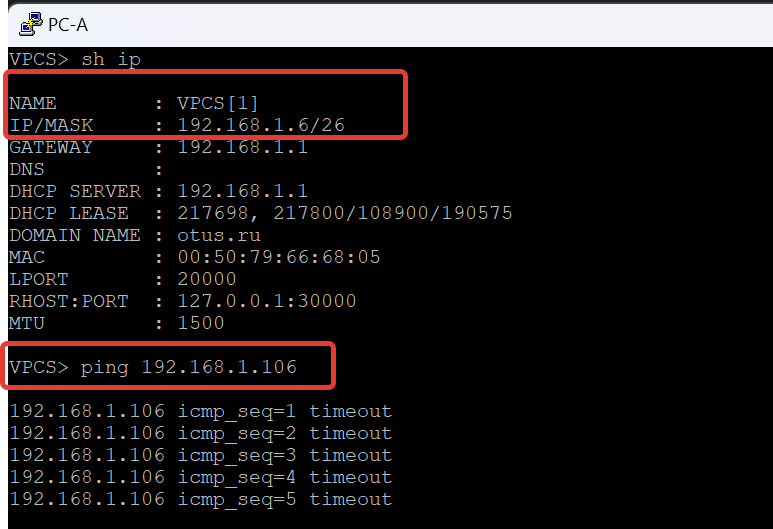 PC-A
VPCS> sh ip
NAME        : VPCS[1]
IP/MASK     : 192.168.1.6/26
GATEWAY     : 192.168.1.1
DNS         :
DHCP SERVER : 192.168.1.1
DHCP LEASE  : 217698, 217800/108900/190575
DOMAIN NAME : otus.ru
MAC         : 00:50:79:66:68:05
LPORT       : 20000
RHOST:PORT  : 127.0.0.1:30000
MTU         : 1500
VPCS> ping 192.168.1.106
192.168.1.106 icmp_seq=1 timeout
192.168.1.106 icmp_seq=2 timeout
192.168.1.106 icmp_seq=3 timeout
192.168.1.106 icmp_seq=4 timeout
192.168.1.106 icmp_seq=5 timeout